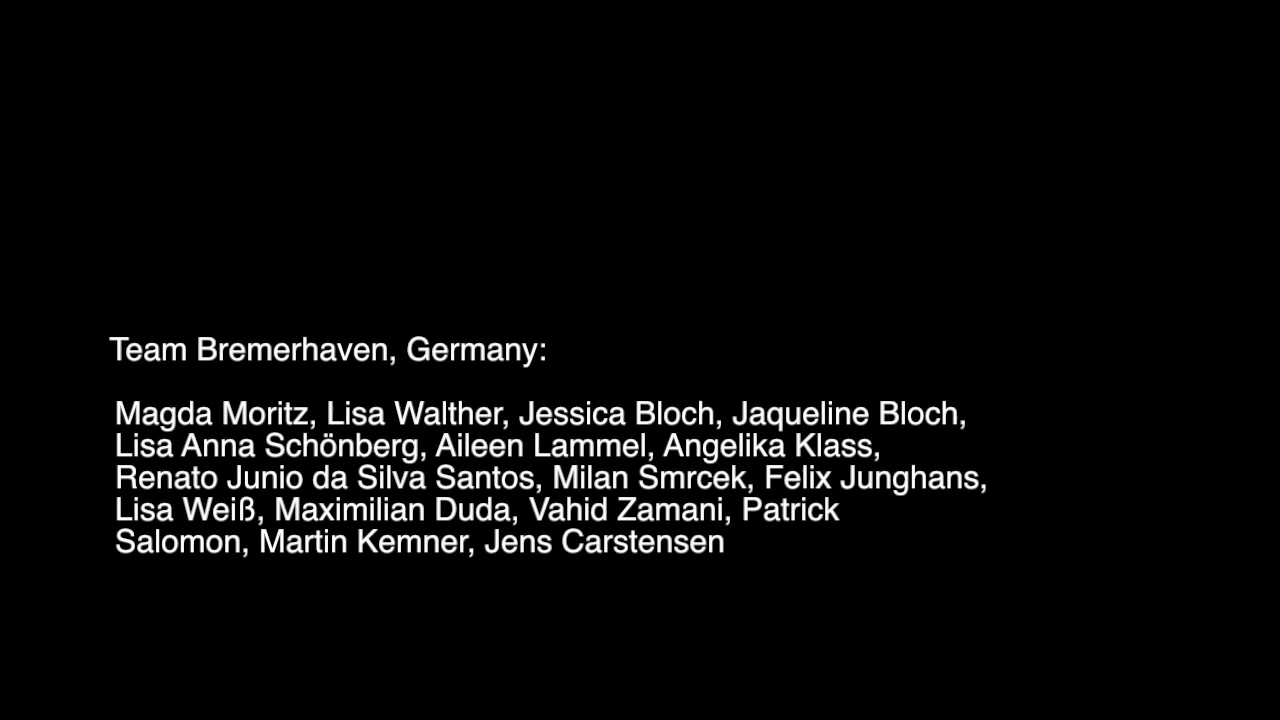 Team Bremerhaven, Germany:
Magda Moritz, Lisa Walther, Jessica Bloch, Jaqueline Bloch,
Lisa Anna Schönberg, Aileen Lammel, Angelika Klass,
Renato Junio da Silva Santos, Milan Smrcek, Felix Junghans,
Lisa Weiß, Maximilian Duda, Vahid Zamani, Patrick
Salomon, Martin Kemner, Jens Carstensen